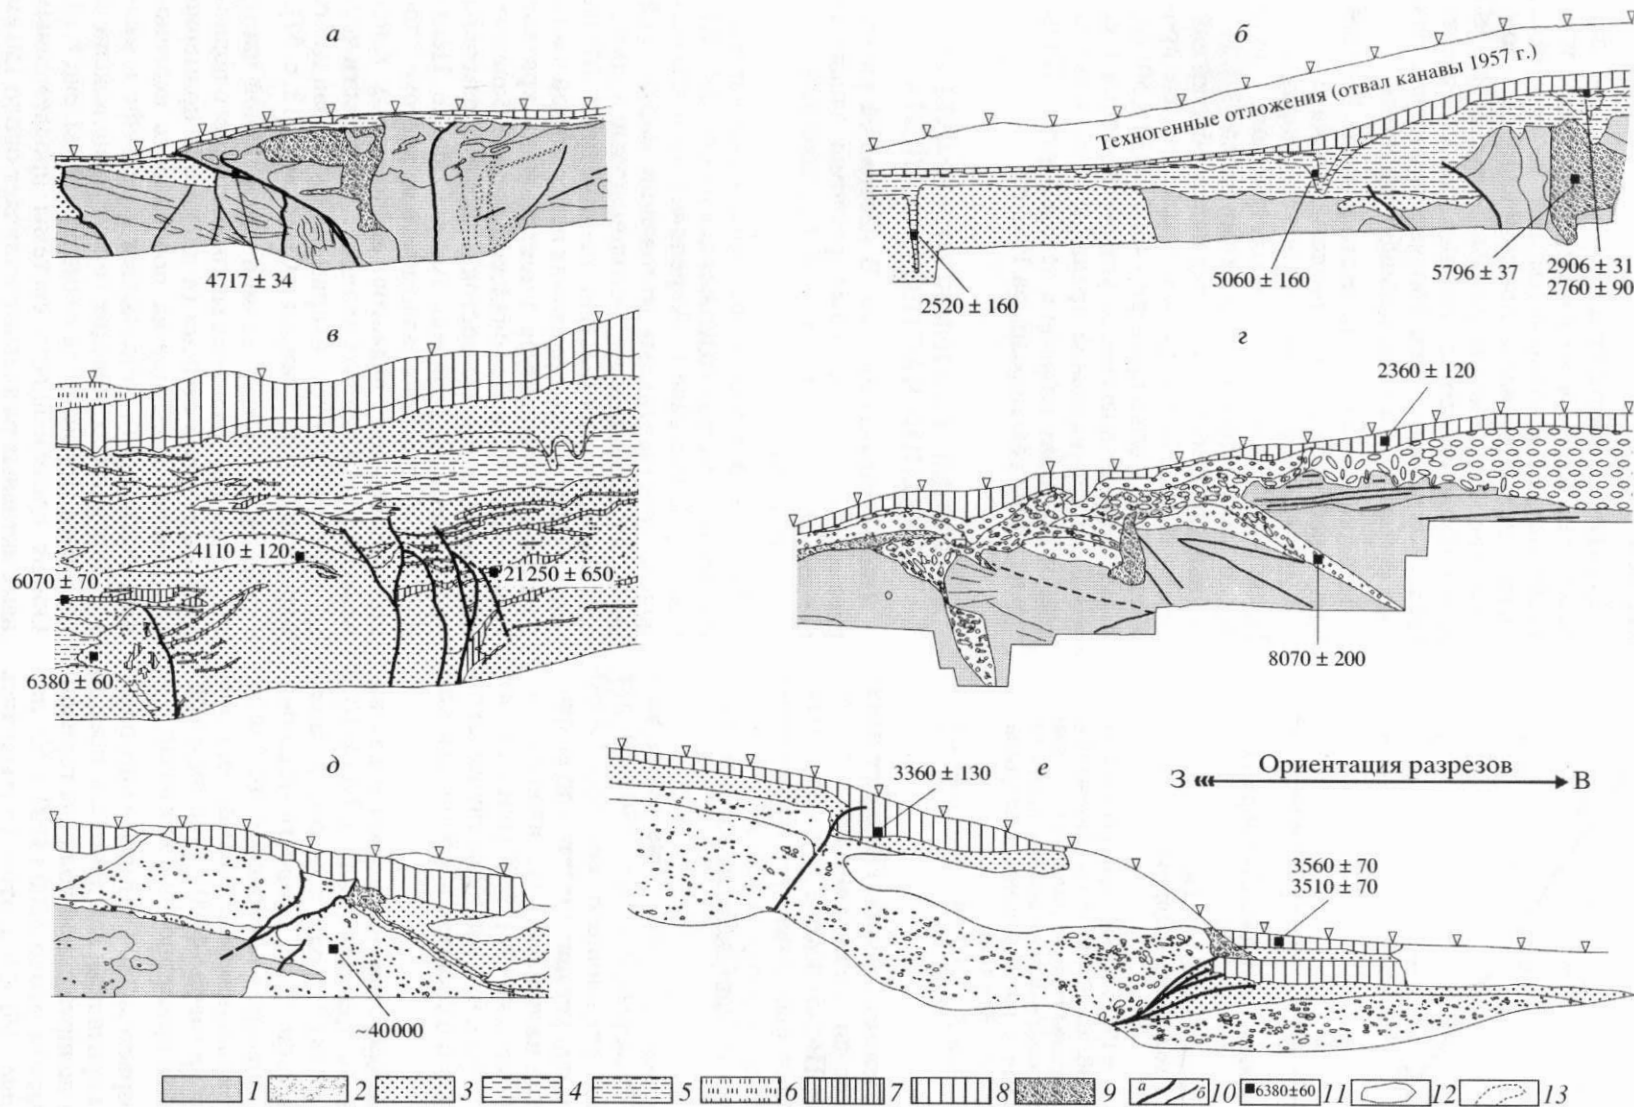 а
б
Техногенные отложения (отвал канавы 1957 г.)
4717 ± 34
2520 ± 160
5060 ± 160
5796 ± 37
2906 ± 31
2760 ± 90
в
г
2360 ± 120
4110 ± 120
6070 ± 70
21250 ± 650
6380 ± 60
8070 ± 200
д
е
3360 ± 130
З
Ориентация разрезов
В
3560 ± 70
3510 ± 70
~40000
1 2 3 4 5 6 7 8 9 а б 10 6380±60 11 12 13